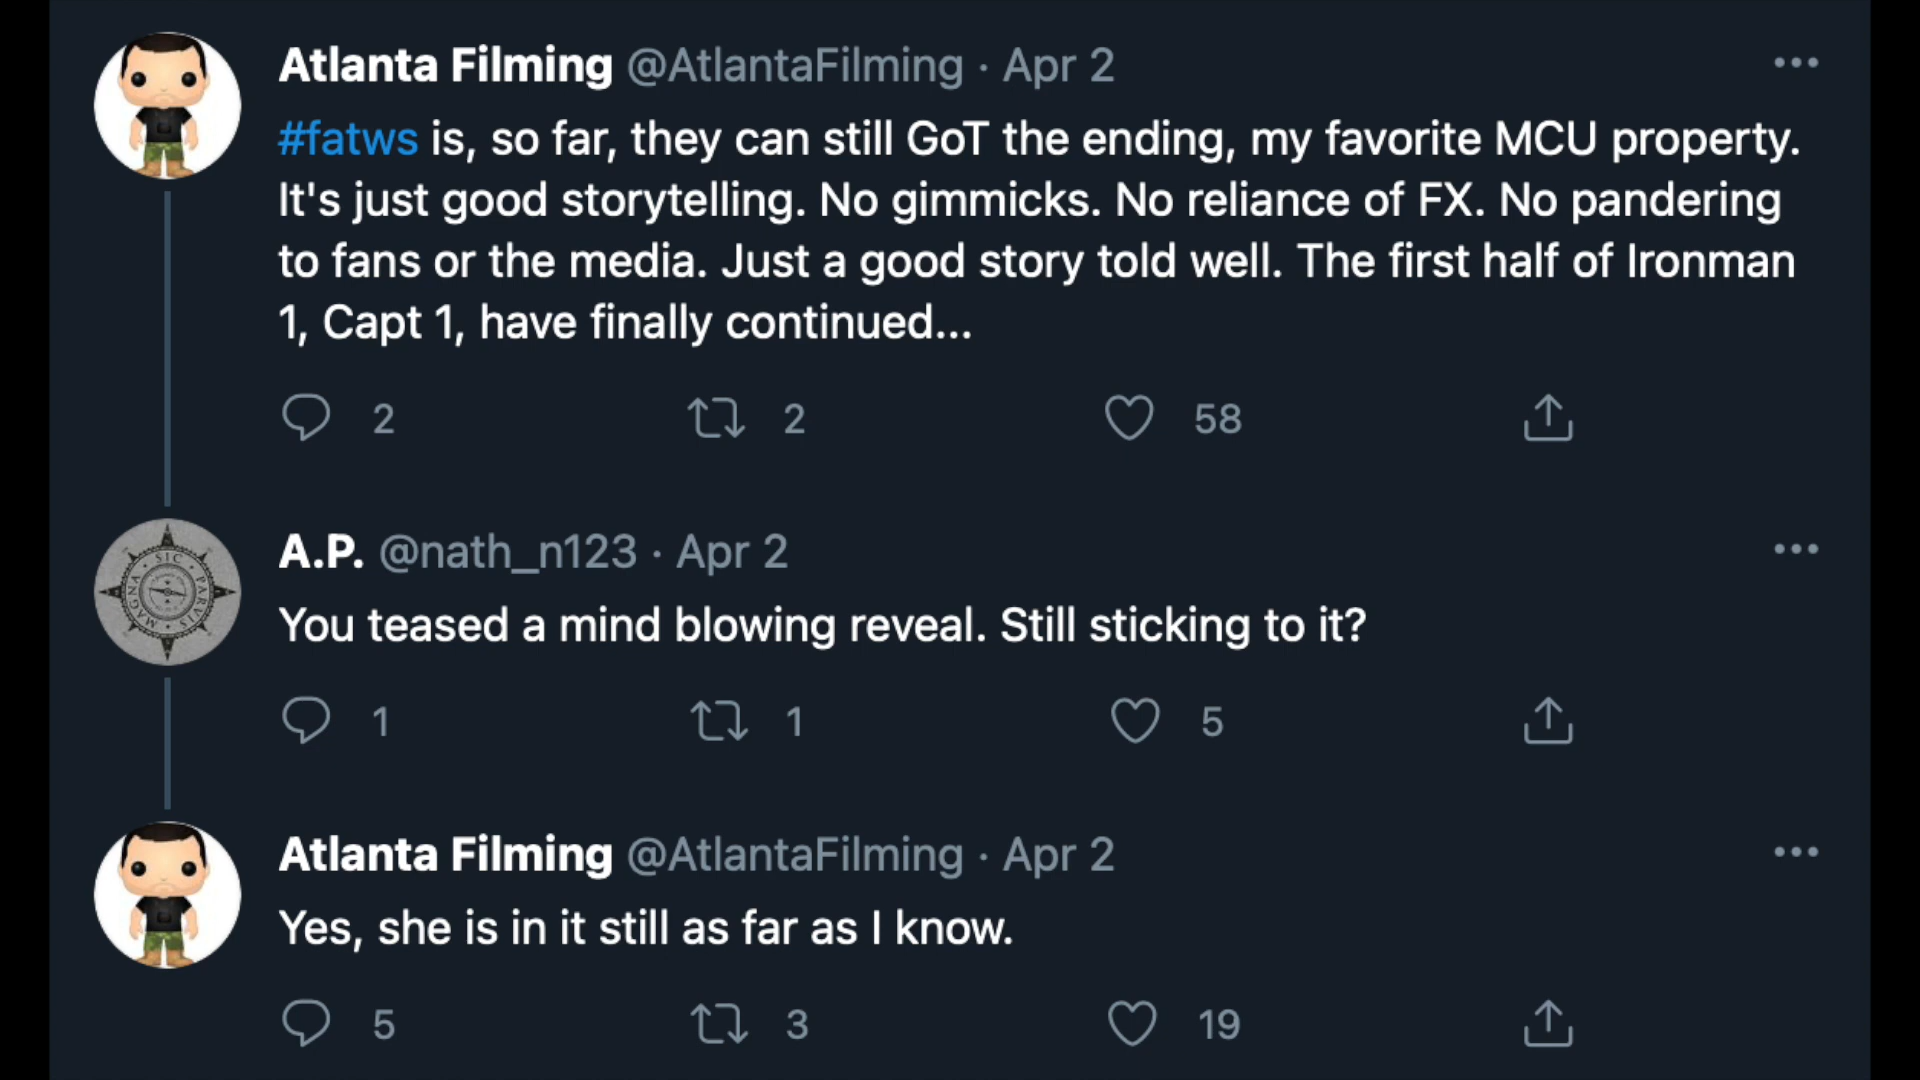 Atlanta Filming @AtlantaFilming · Apr 2
#fatws is, so far, they can still GoT the ending, my favorite MCU property.
It's just good storytelling. No gimmicks. No reliance of FX. No pandering
to fans or the media. Just a good story told well. The first half of Ironman
1, Capt 1, have finally continued...
2 2 58
A.P. @nath_n123 · Apr 2
SIC PARVIS MAGNA
You teased a mind blowing reveal. Still sticking to it?
1 1 5
Atlanta Filming @AtlantaFilming · Apr 2
Yes, she is in it still as far as I know.
5 3 19